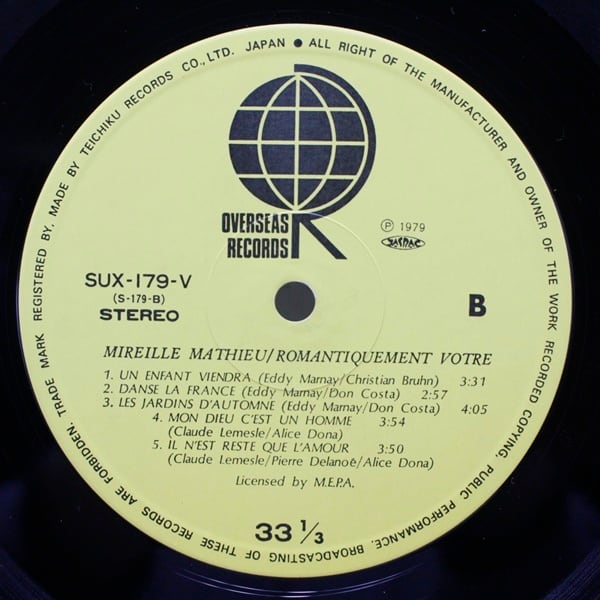 TRADE MARK REGISTERED BY, MADE BY TEICHIKU RECORDS CO., LTD. JAPAN ● ALL RIGHT OF THE MANUFACTURER AND OWNER OF THE WORK RECORDED COPYING, PUBLIC PERFORMANCE, BROADCASTING OF THESE RECORDS ARE FORBIDDEN.
OVERSEAS
RECORDS
Ⓟ 1979
JASRAC
SUX-179-V
(S-179-B)
STEREO
B
MIREILLE MATHIEU/ROMANTIQUEMENT VOTRE
1. UN ENFANT VIENDRA (Eddy Marnay/Christian Bruhn) 3:31
2. DANSE LA FRANCE (Eddy Marnay/Don Costa) 2:57
3. LES JARDINS D'AUTOMNE (Eddy Marnay/Don Costa) 4:05
4. MON DIEU C'EST UN HOMME 3:54
(Claude Lemesle/Alice Dona)
5. IL N'EST RESTE QUE L'AMOUR 3:50
(Claude Lemesle/Pierre Delanoë/Alice Dona)
Licensed by M.E.P.A.
33 1/3